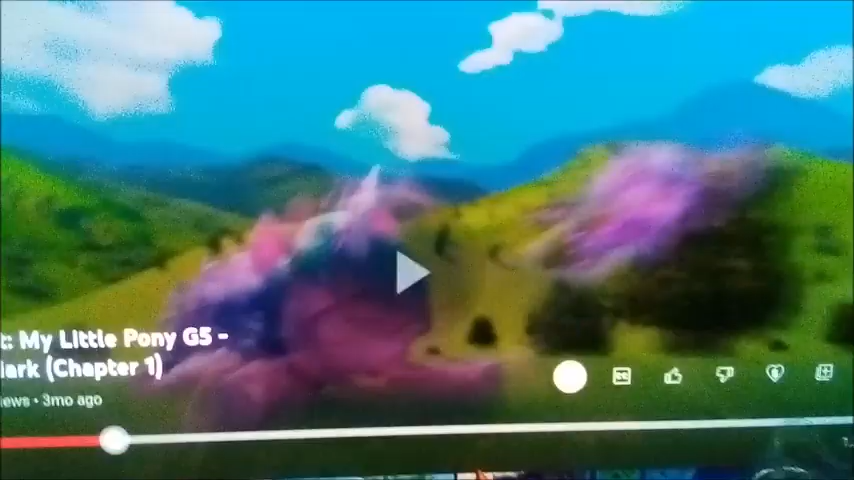 t: My Little Pony G5 -
lark (Chapter 1)
iews • 3mo ago